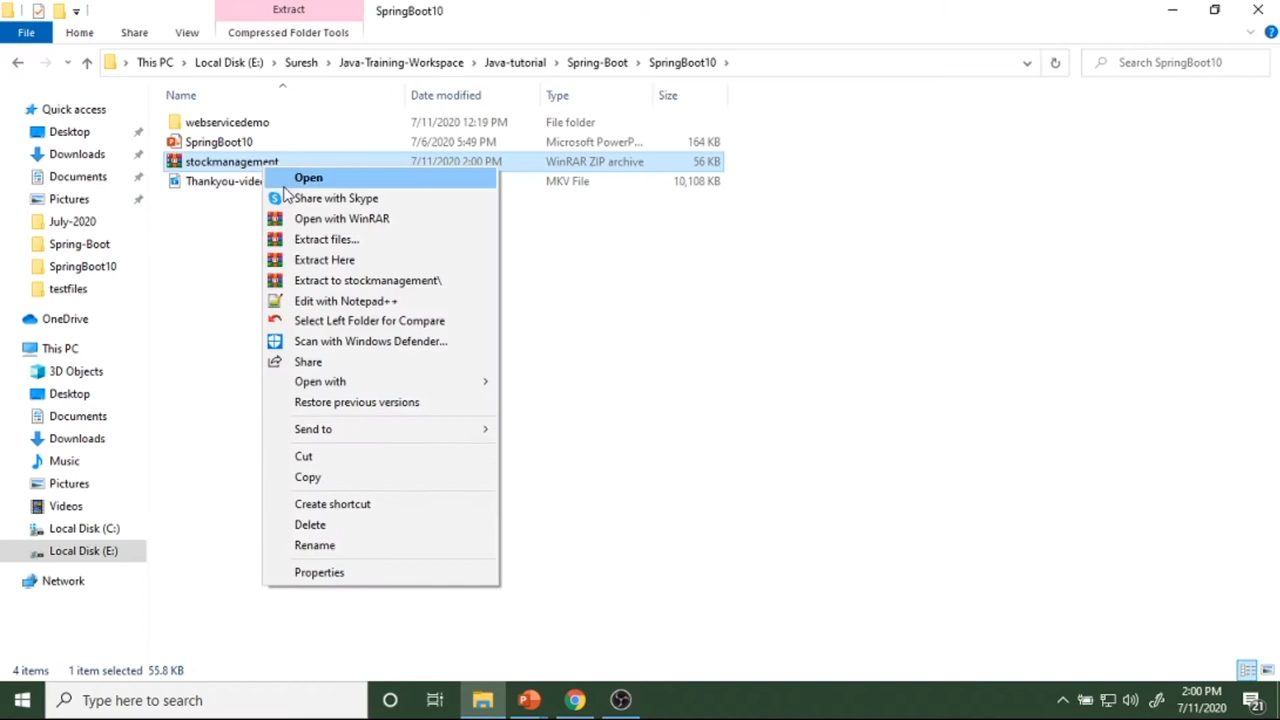 Extract
SpringBoot10
File
Home
Share
View
Compressed Folder Tools
This PC
Local Disk (E:)
Suresh
Java-Training-Workspace
Java-tutorial
Spring-Boot
SpringBoot10
Search SpringBoot10
Name
Date modified
Type
Size
Quick access
Desktop
Downloads
Documents
Pictures
July-2020
Spring-Boot
SpringBoot10
testfiles
OneDrive
This PC
3D Objects
Desktop
Documents
Downloads
Music
Pictures
Videos
Local Disk (C:)
Local Disk (E:)
Network
webservicedemo 7/11/2020 12:19 PM File folder
SpringBoot10 7/6/2020 5:49 PM Microsoft PowerP... 164 KB
stockmanagement 7/11/2020 2:00 PM WinRAR ZIP archive 56 KB
Thankyou-vide MKV File 10,108 KB
Open
Share with Skype
Open with WinRAR
Extract files...
Extract Here
Extract to stockmanagement\
Edit with Notepad++
Select Left Folder for Compare
Scan with Windows Defender...
Share
Open with
Restore previous versions
Send to
Cut
Copy
Create shortcut
Delete
Rename
Properties
4 items 1 item selected 55.8 KB
Type here to search
2:00 PM
7/11/2020
21